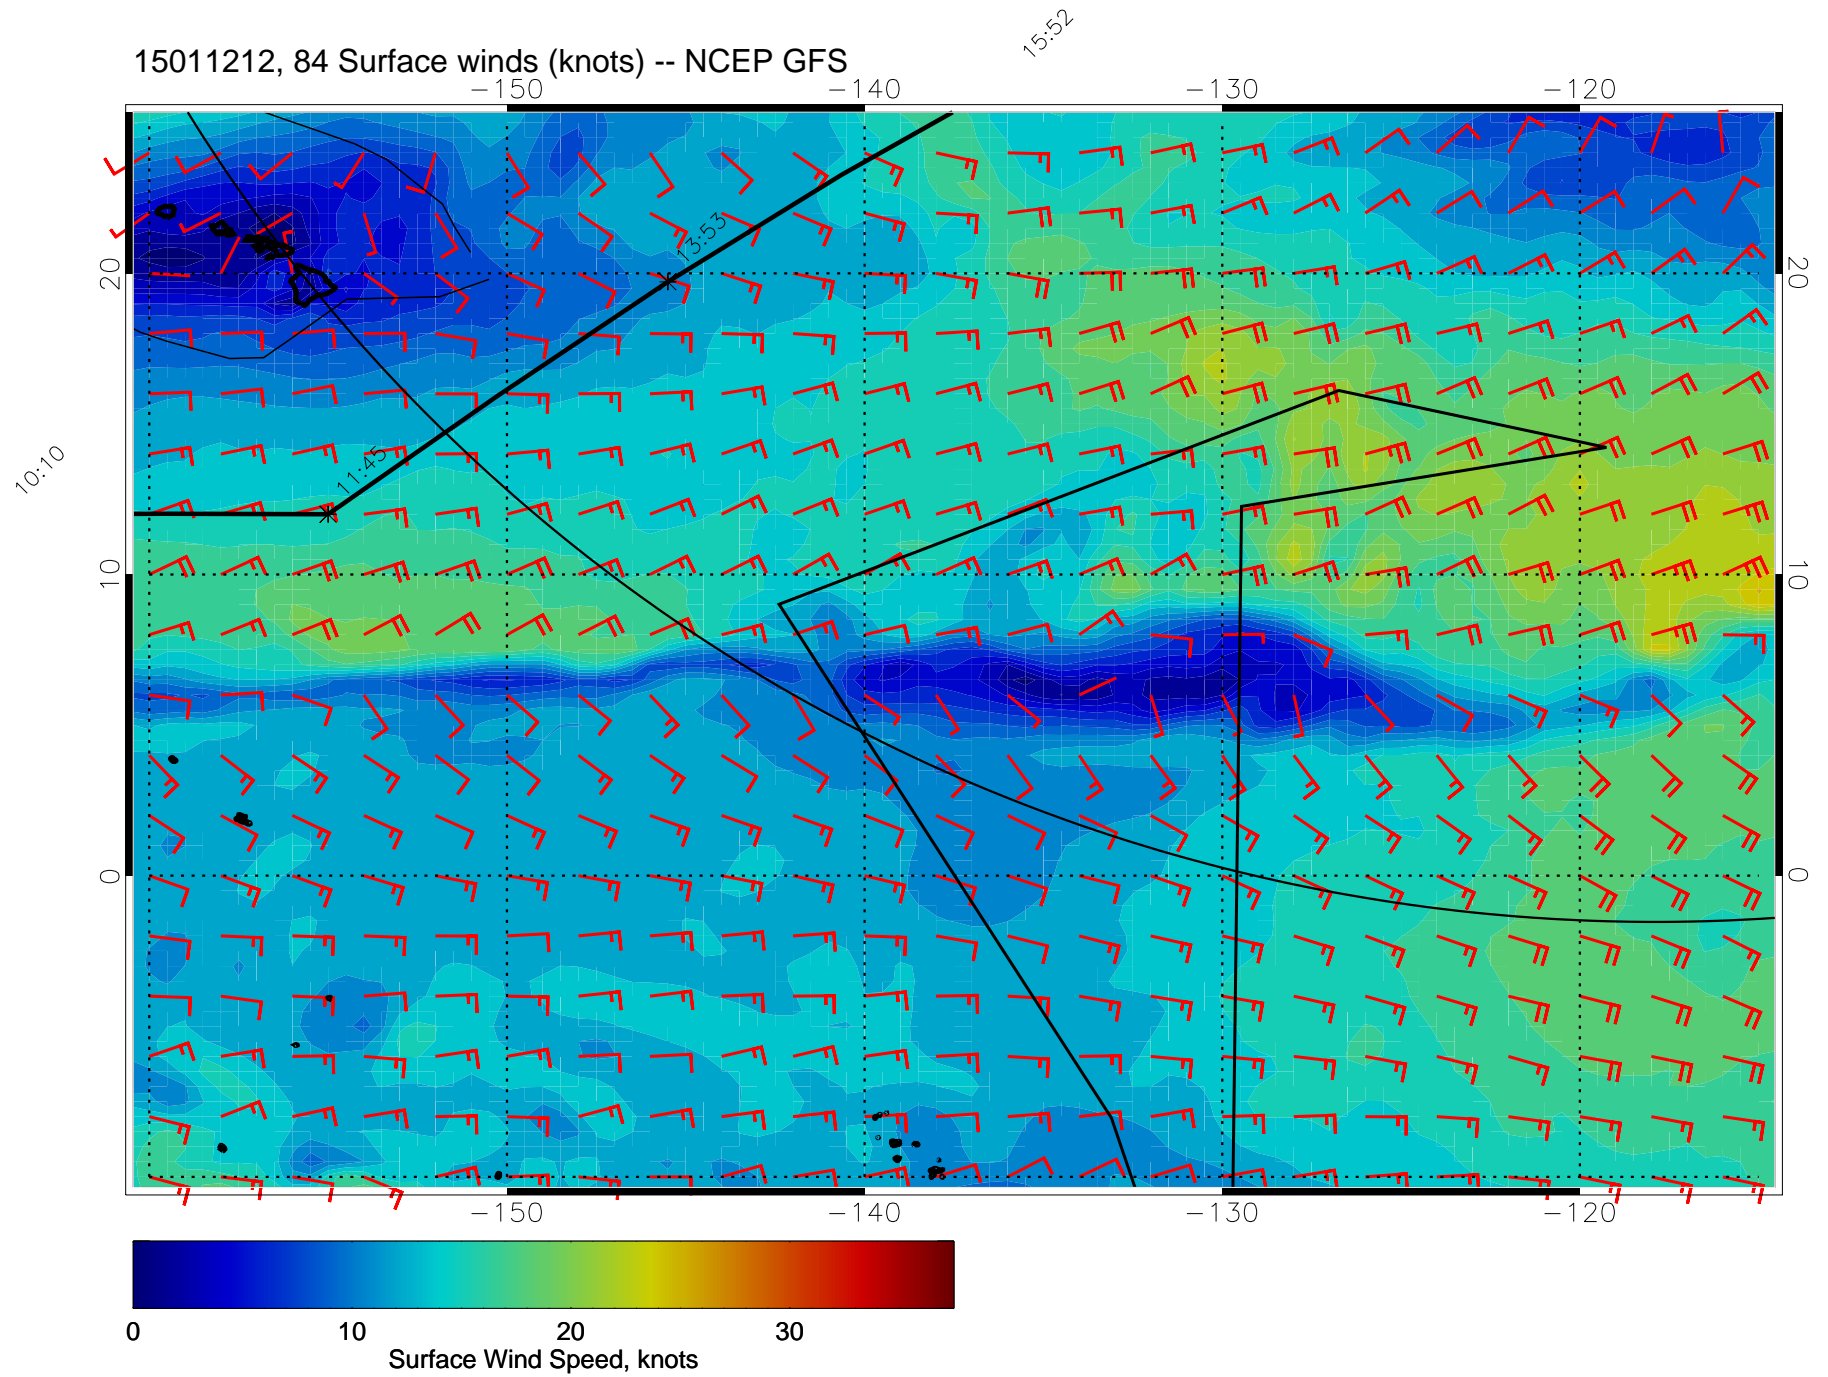 15:52
15011212, 84 Surface winds (knots) -- NCEP GFS
-150 -140 -130 -120
13:53
20 20
10:10
11:45
10 10
0 0
-150 -140 -130 -120
0 10 20 30
Surface Wind Speed, knots